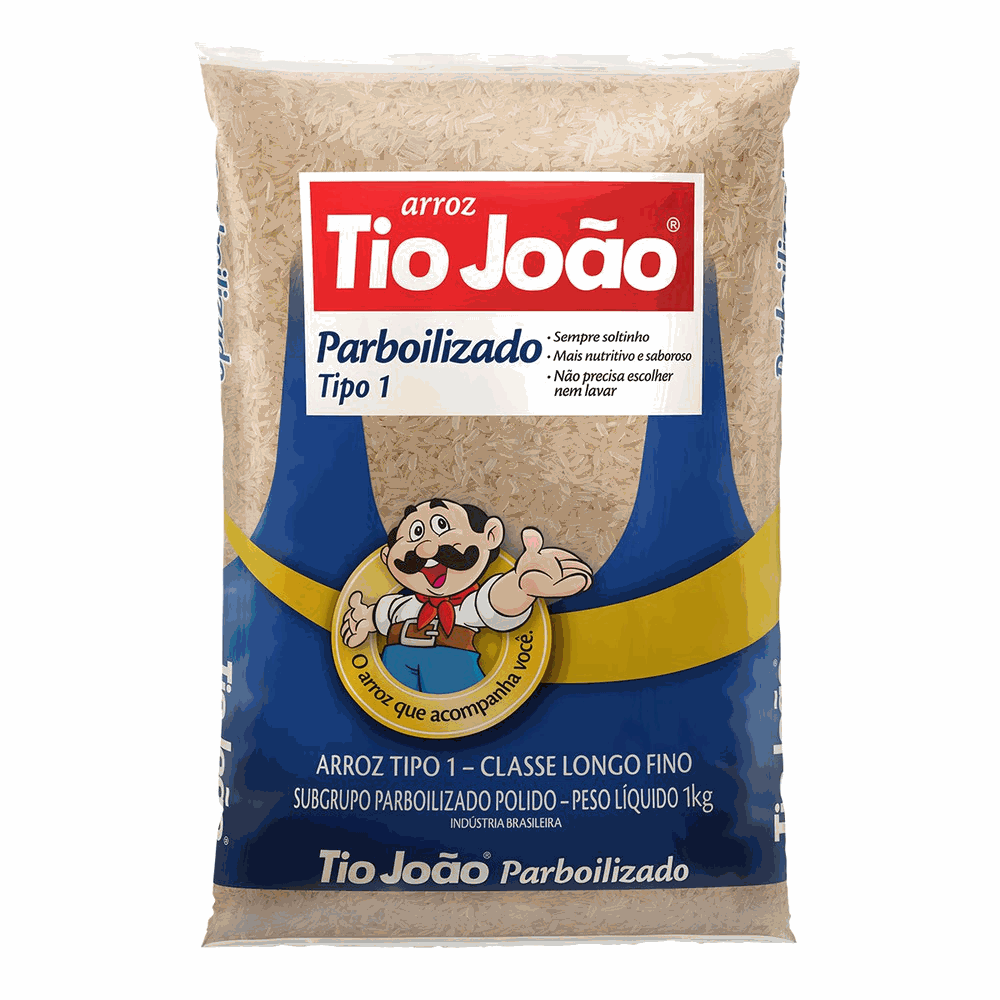 arroz
Tio João®
Parboilizado
Tipo 1
• Sempre soltinho
• Mais nutritivo e saboroso
• Não precisa escolher
nem lavar
O arroz que acompanha você.
ARROZ TIPO 1 – CLASSE LONGO FINO
SUBGRUPO PARBOILIZADO POLIDO – PESO LÍQUIDO 1kg
INDÚSTRIA BRASILEIRA
Tio João® Parboilizado